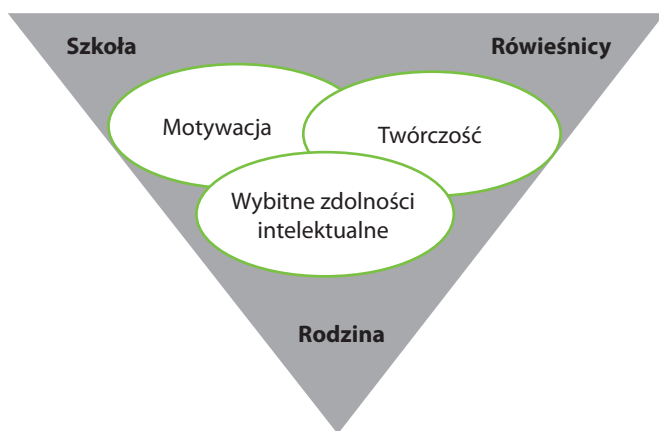 Szkoła
Rówieśnicy
Motywacja
Twórczość
Wybitne zdolności
intelektualne
Rodzina